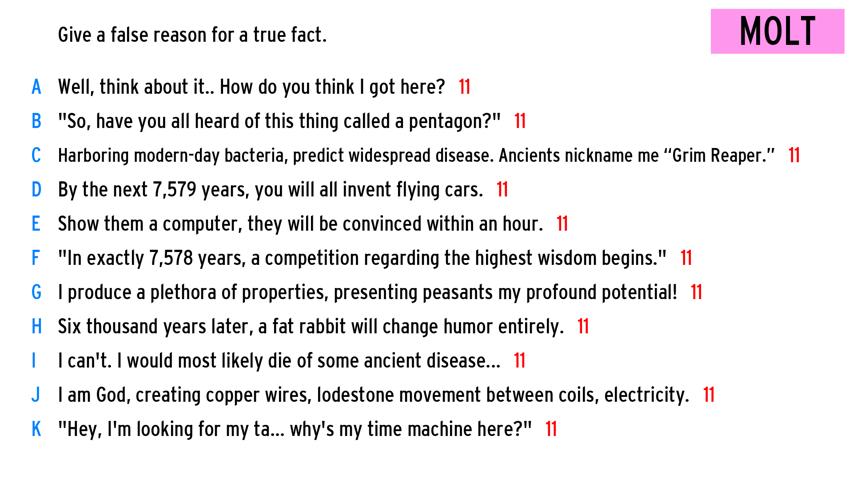 Give a false reason for a true fact.
MOLT
A Well, think about it.. How do you think I got here? 11
B "So, have you all heard of this thing called a pentagon?" 11
C Harboring modern-day bacteria, predict widespread disease. Ancients nickname me “Grim Reaper.” 11
D By the next 7,579 years, you will all invent flying cars. 11
E Show them a computer, they will be convinced within an hour. 11
F "In exactly 7,578 years, a competition regarding the highest wisdom begins." 11
G I produce a plethora of properties, presenting peasants my profound potential! 11
H Six thousand years later, a fat rabbit will change humor entirely. 11
I I can't. I would most likely die of some ancient disease... 11
J I am God, creating copper wires, lodestone movement between coils, electricity. 11
K "Hey, I'm looking for my ta... why's my time machine here?" 11